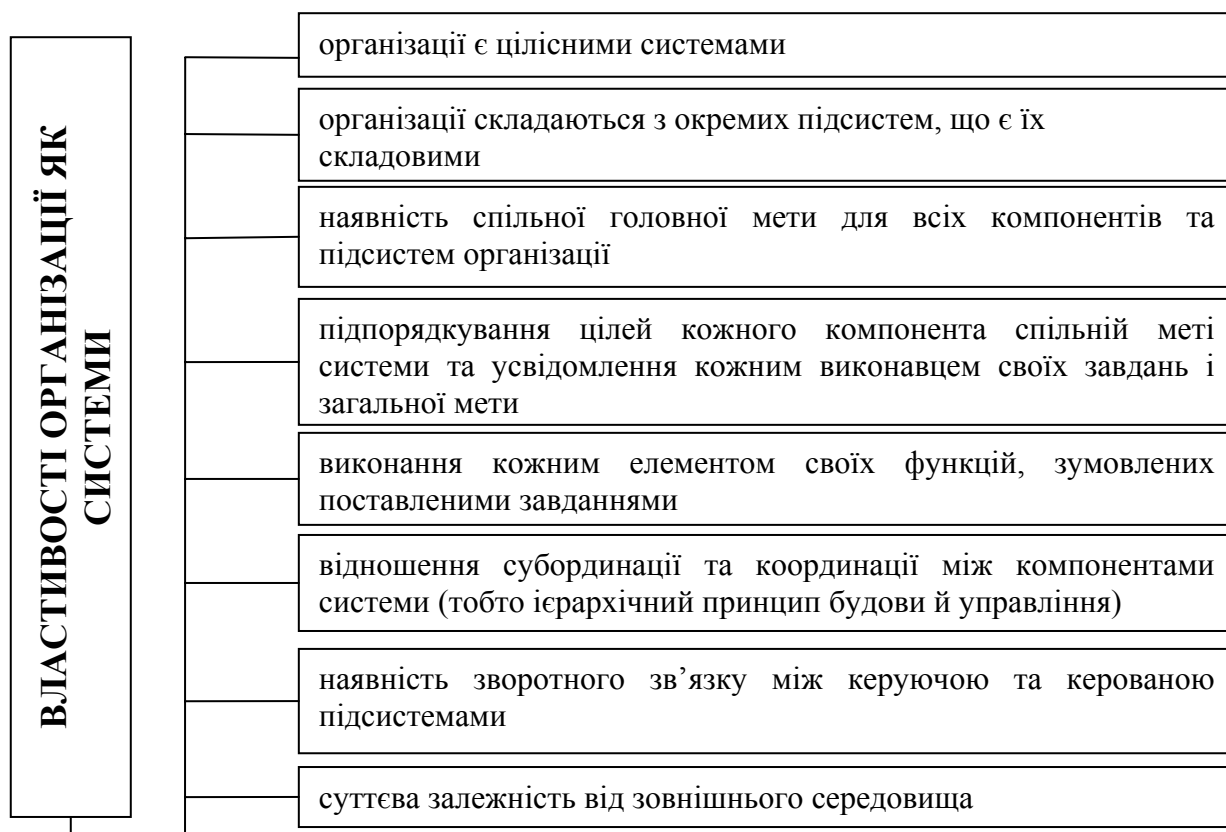 ВЛАСТИВОСТІ ОРГАНІЗАЦІЇ ЯК
СИСТЕМИ
організації є цілісними системами
організації складаються з окремих підсистем, що є їх
складовими
наявність спільної головної мети для всіх компонентів та
підсистем організації
підпорядкування цілей кожного компонента спільній меті
системи та усвідомлення кожним виконавцем своїх завдань і
загальної мети
виконання кожним елементом своїх функцій, зумовлених
поставленими завданнями
відношення субординації та координації між компонентами
системи (тобто ієрархічний принцип будови й управління)
наявність зворотного зв’язку між керуючою та керованою
підсистемами
суттєва залежність від зовнішнього середовища